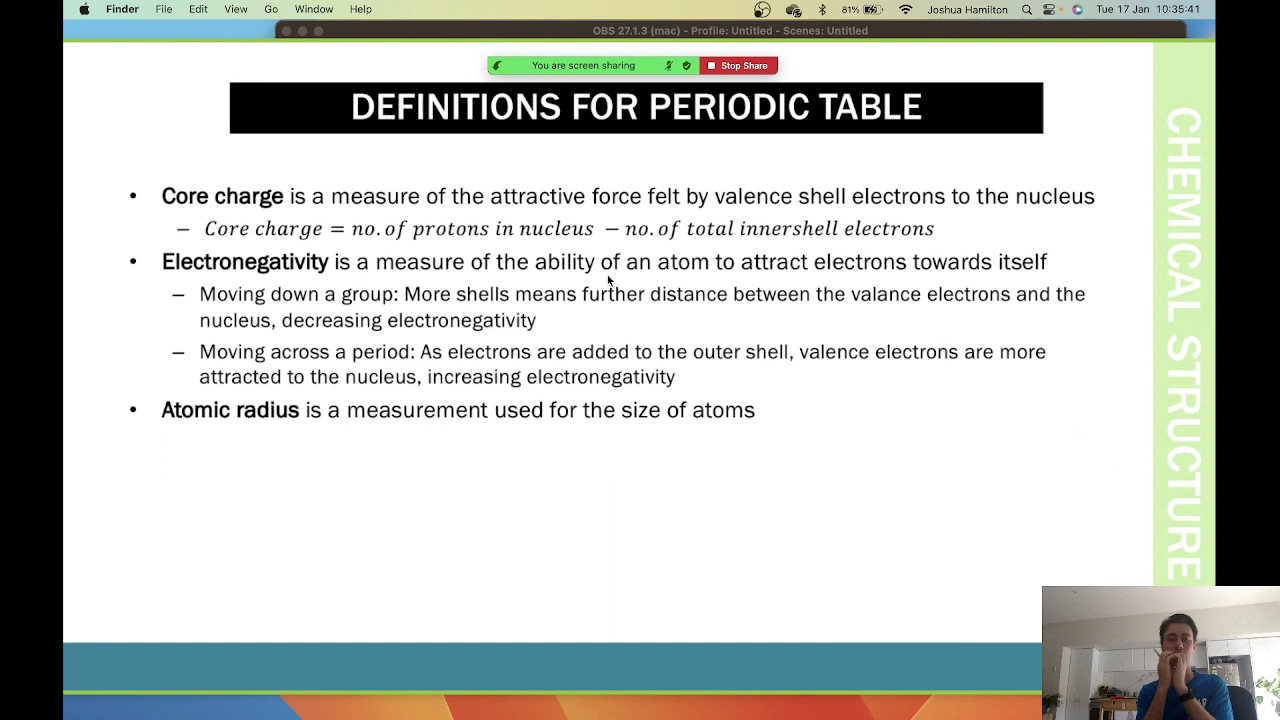 Finder File Edit View Go Window Help 81% Joshua Hamilton Tue 17 Jan 10:35:41
OBS 27.1.3 (mac) - Profile: Untitled - Scenes: Untitled
You are screen sharing Stop Share
DEFINITIONS FOR PERIODIC TABLE
• Core charge is a measure of the attractive force felt by valence shell electrons to the nucleus
– Core charge = no. of protons in nucleus − no. of total innershell electrons
• Electronegativity is a measure of the ability of an atom to attract electrons towards itself
– Moving down a group: More shells means further distance between the valance electrons and the
nucleus, decreasing electronegativity
– Moving across a period: As electrons are added to the outer shell, valence electrons are more
attracted to the nucleus, increasing electronegativity
• Atomic radius is a measurement used for the size of atoms
CHEMICAL STRUCTURE